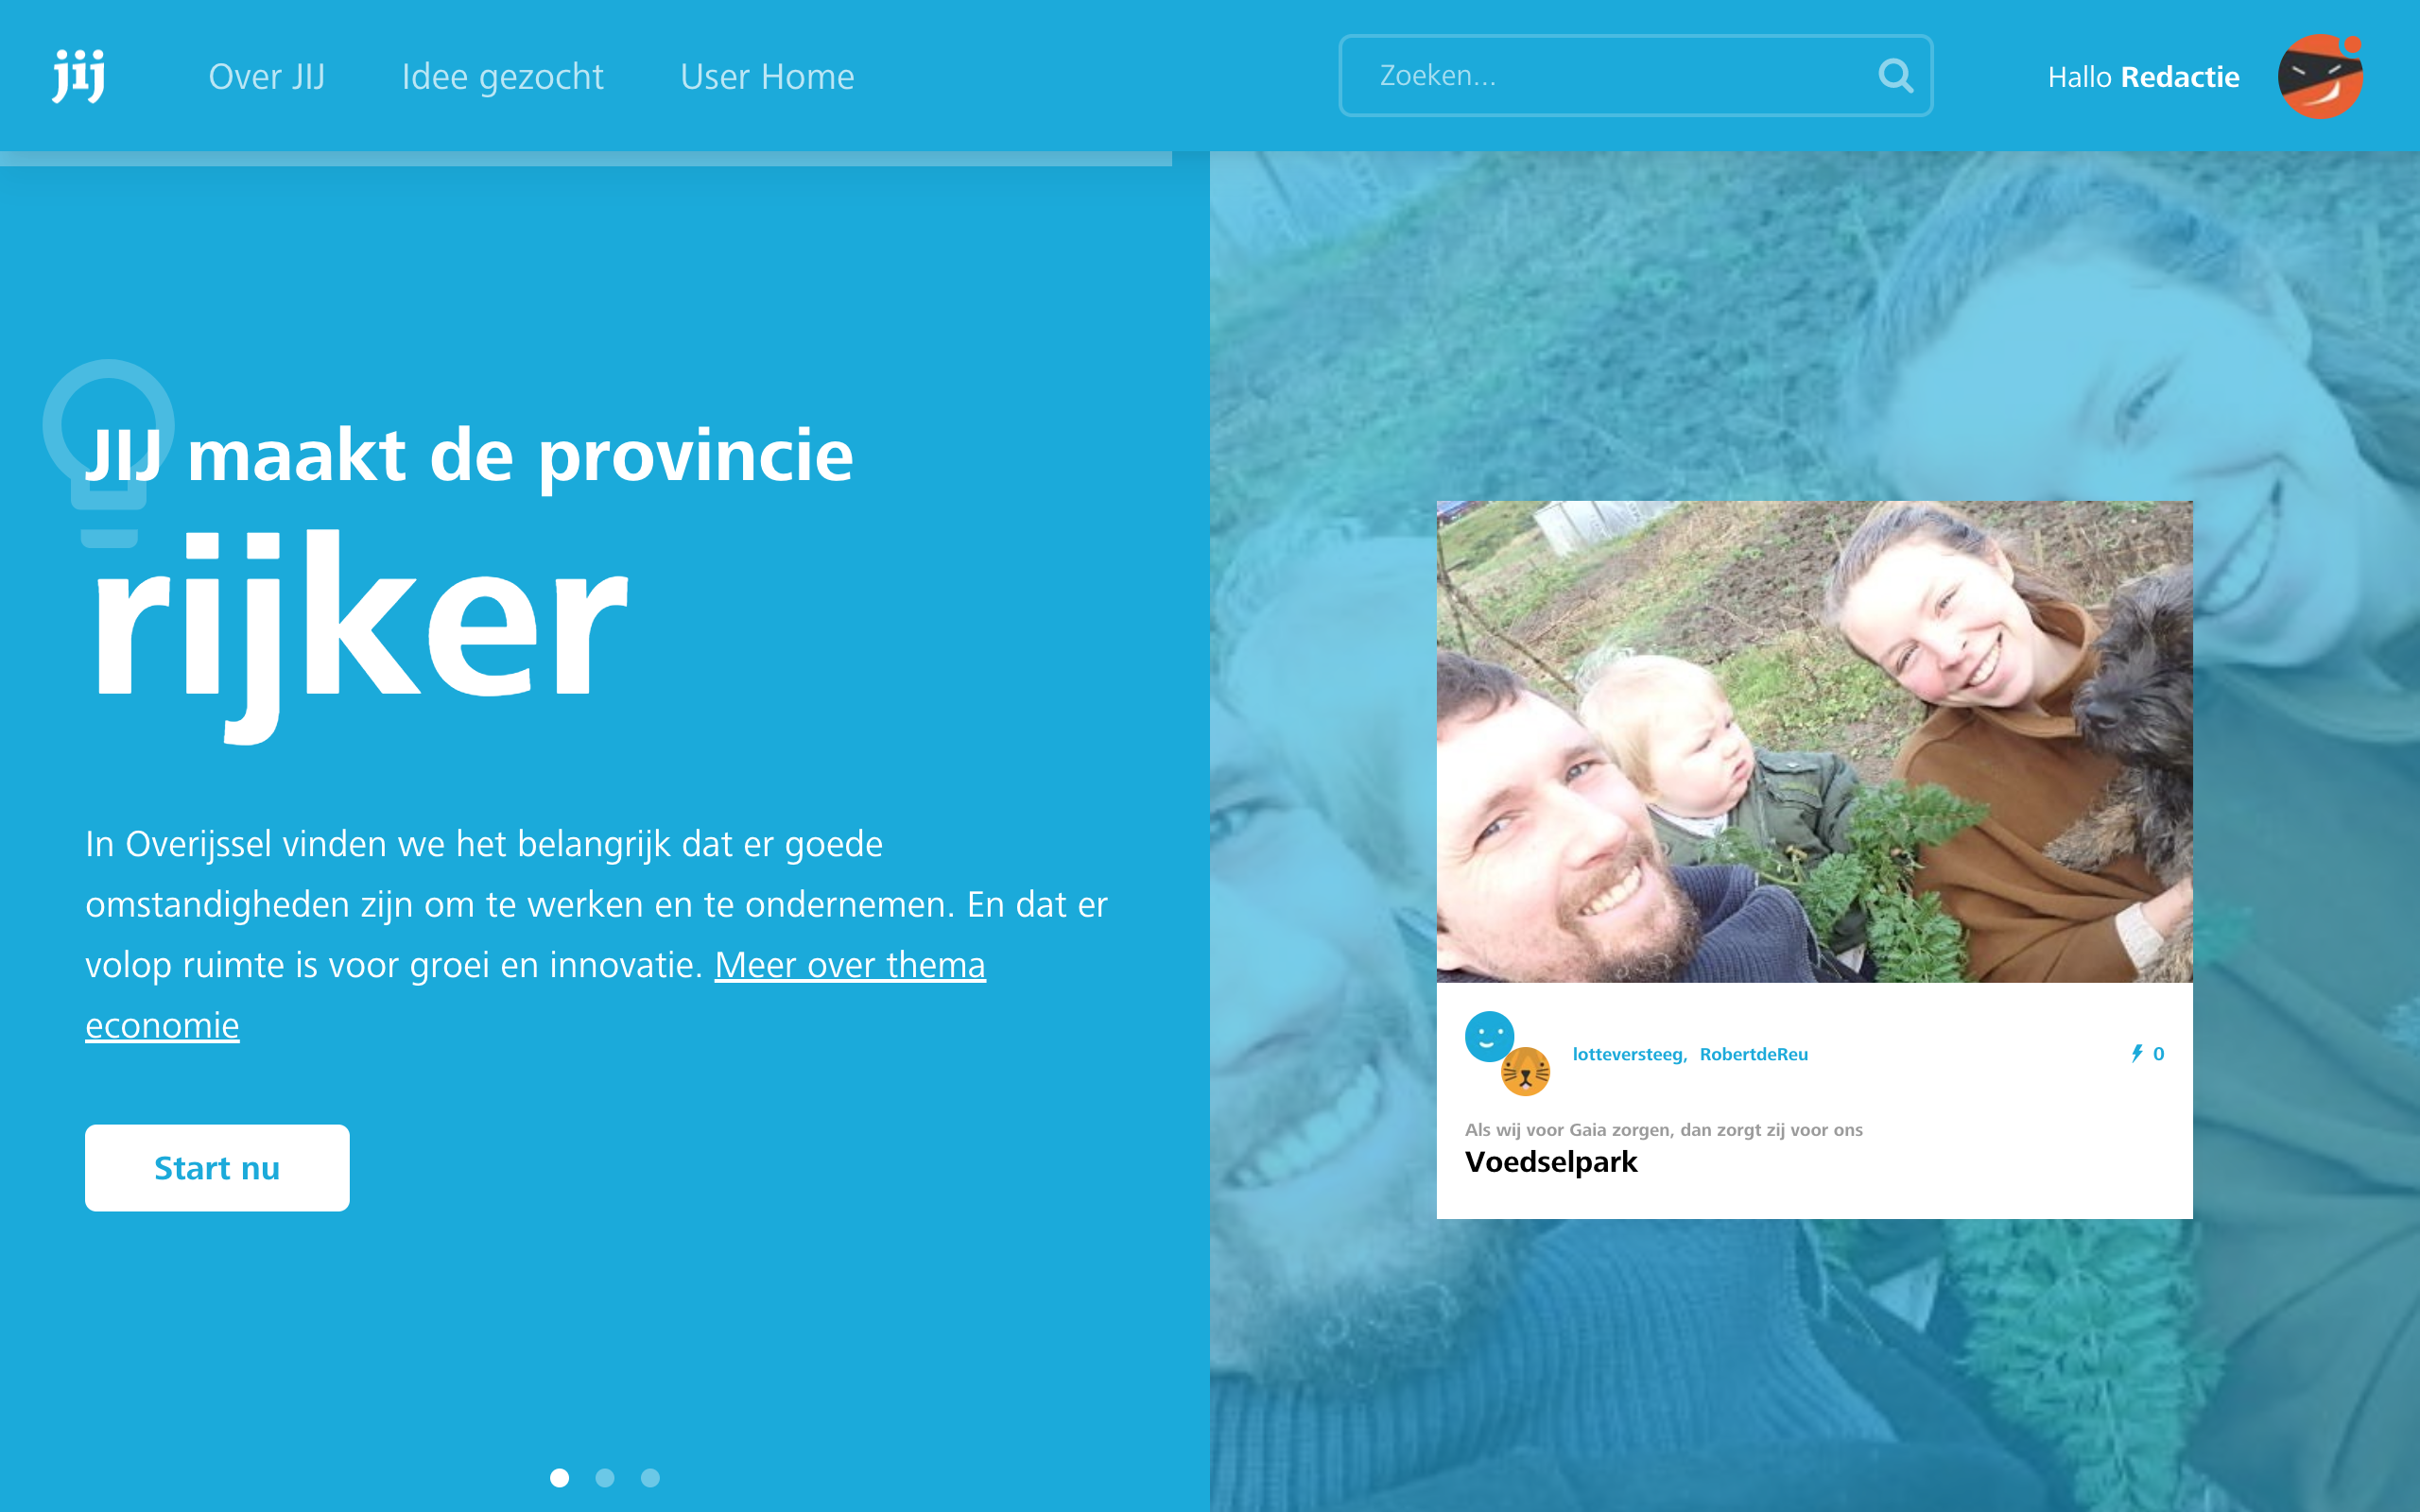 jij
Over JIJ
Idee gezocht
User Home
Zoeken...
Hallo Redactie
JIJ maakt de provincie
rijker
In Overijssel vinden we het belangrijk dat er goede
omstandigheden zijn om te werken en te ondernemen. En dat er
volop ruimte is voor groei en innovatie. Meer over thema
economie
Start nu
lotteversteeg, RobertdeReu
0
Als wij voor Gaia zorgen, dan zorgt zij voor ons
Voedselpark